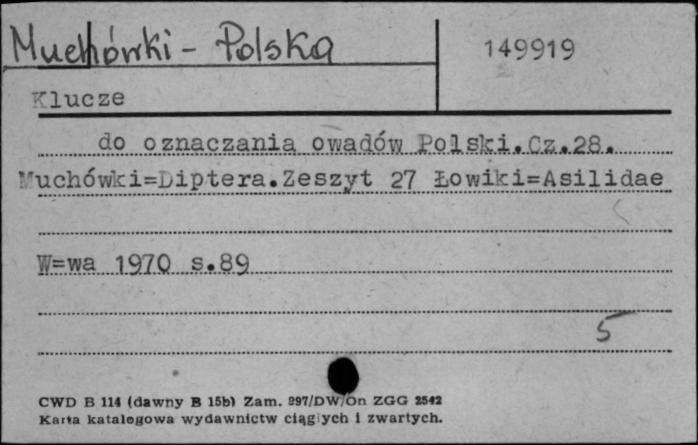 Muchówki - Polska
149919
Klucze
do oznaczania owadów Polski.Cz.28.
Muchówki=Diptera.Zeszyt 27 Łowiki=Asilidae
W=wa 1970 s.89
5
CWD B 114 (dawny B 15b) Zam. 997/DW/On ZGG 2542
Karta katalogowa wydawnictw ciągłych i zwartych.